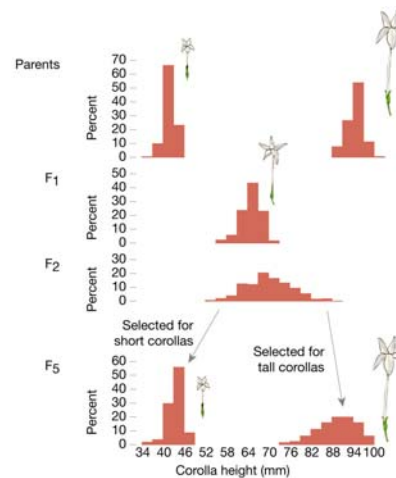 Parents
Percent
70
60
50
40
30
20
10
0
F1
Percent
50
40
30
20
10
0
F2
Percent
30
20
10
0
Selected for
short corollas
Selected for
tall corollas
F5
Percent
60
50
40
30
20
10
0
34 40 46 52 58 64 70 76 82 88 94 100
Corolla height (mm)